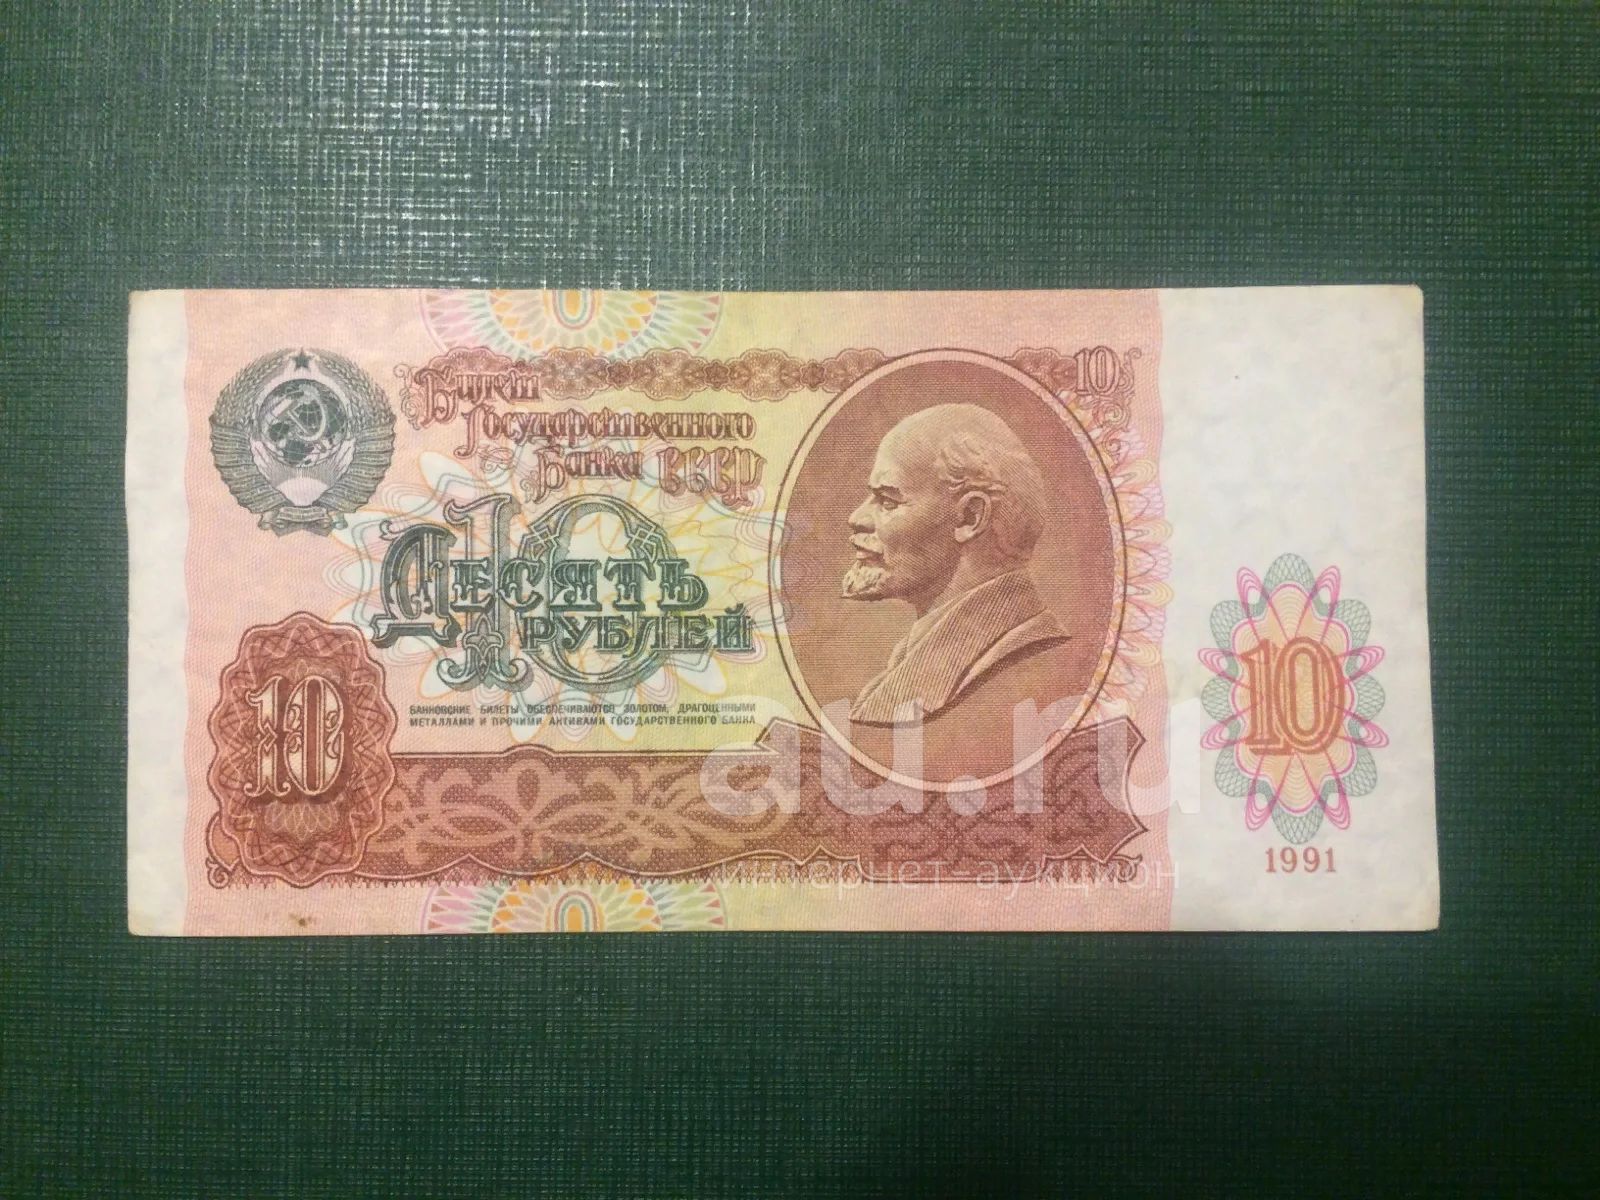 Билет
Государственного
Банка СССР
10
10
Десять
рублей
БАНКОВСКИЕ БИЛЕТЫ ОБЕСПЕЧИВАЮТСЯ ЗОЛОТОМ, ДРАГОЦЕННЫМИ
МЕТАЛЛАМИ И ПРОЧИМИ АКТИВАМИ ГОСУДАРСТВЕННОГО БАНКА
10
10
1991
au.ru
интернет-аукцион